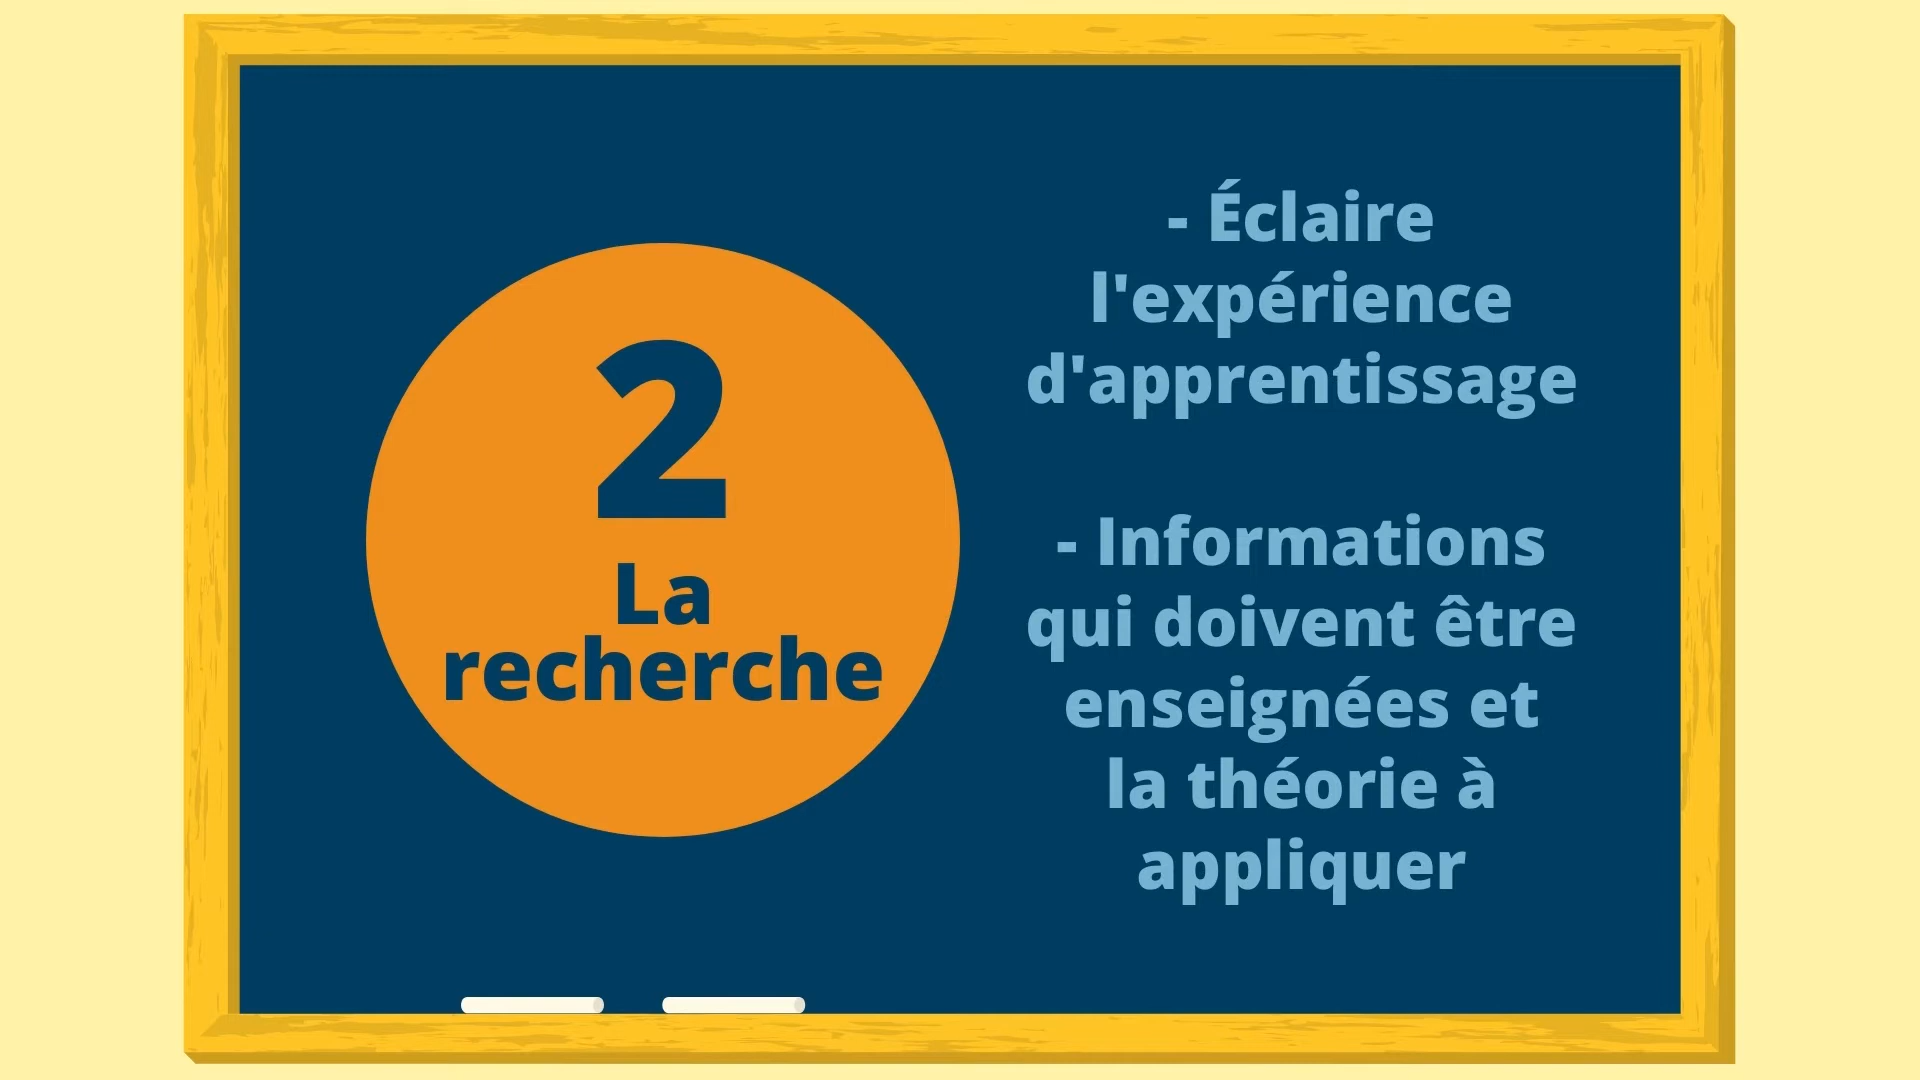 2
La
recherche
- Éclaire
l'expérience
d'apprentissage
- Informations
qui doivent être
enseignées et
la théorie à
appliquer